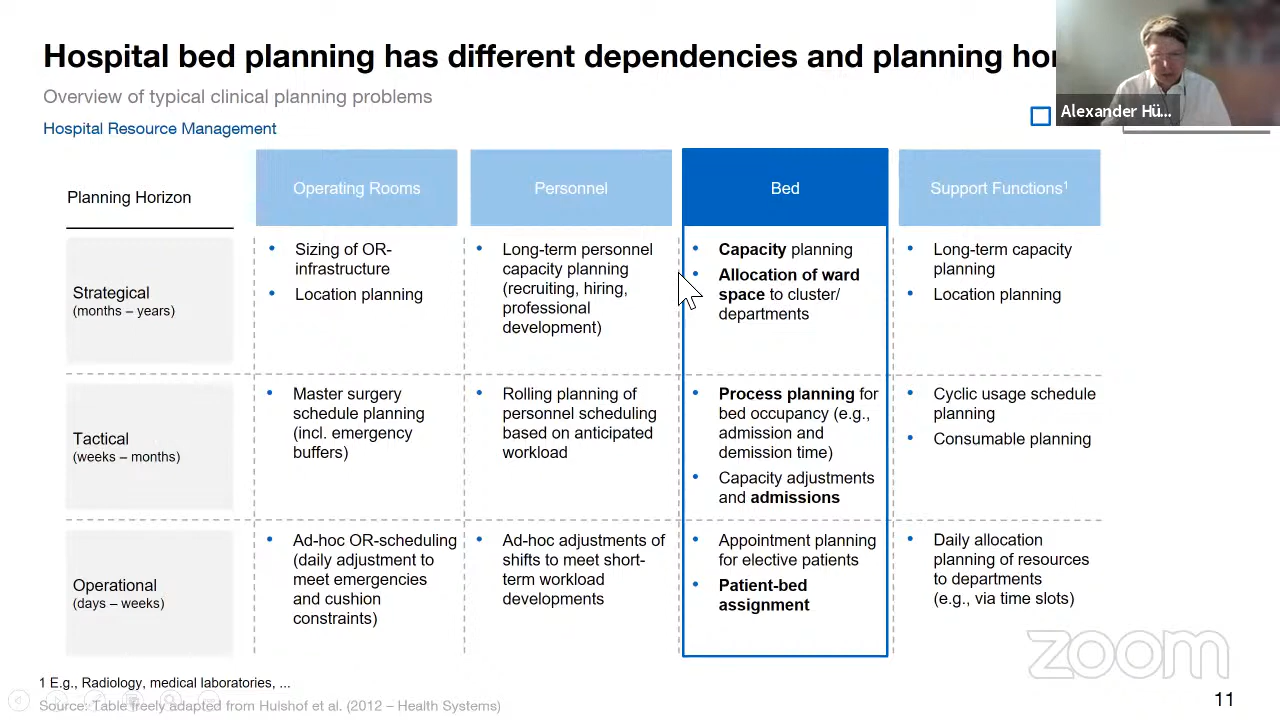 Hospital bed planning has different dependencies and planning
Overview of typical clinical planning problems
Hospital Resource Management
Alexander Hü...
Planning Horizon
Operating Rooms
Personnel
Bed
Support Functions¹
Strategical
(months – years)
• Sizing of OR-
infrastructure
• Location planning
• Long-term personnel
capacity planning
(recruiting, hiring,
professional
development)
• Capacity planning
• Allocation of ward
space to cluster/
departments
• Long-term capacity
planning
• Location planning
Tactical
(weeks – months)
• Master surgery
schedule planning
(incl. emergency
buffers)
• Rolling planning of
personnel scheduling
based on anticipated
workload
• Process planning for
bed occupancy (e.g.,
admission and
demission time)
• Capacity adjustments
and admissions
• Cyclic usage schedule
planning
• Consumable planning
Operational
(days – weeks)
• Ad-hoc OR-scheduling
(daily adjustment to
meet emergencies
and cushion
constraints)
• Ad-hoc adjustments of
shifts to meet short-
term workload
developments
• Appointment planning
for elective patients
• Patient-bed
assignment
• Daily allocation
planning of resources
to departments
(e.g., via time slots)
zoom
1 E.g., Radiology, medical laboratories, ...
Source: Table freely adapted from Hulshof et al. (2012 – Health Systems)
11